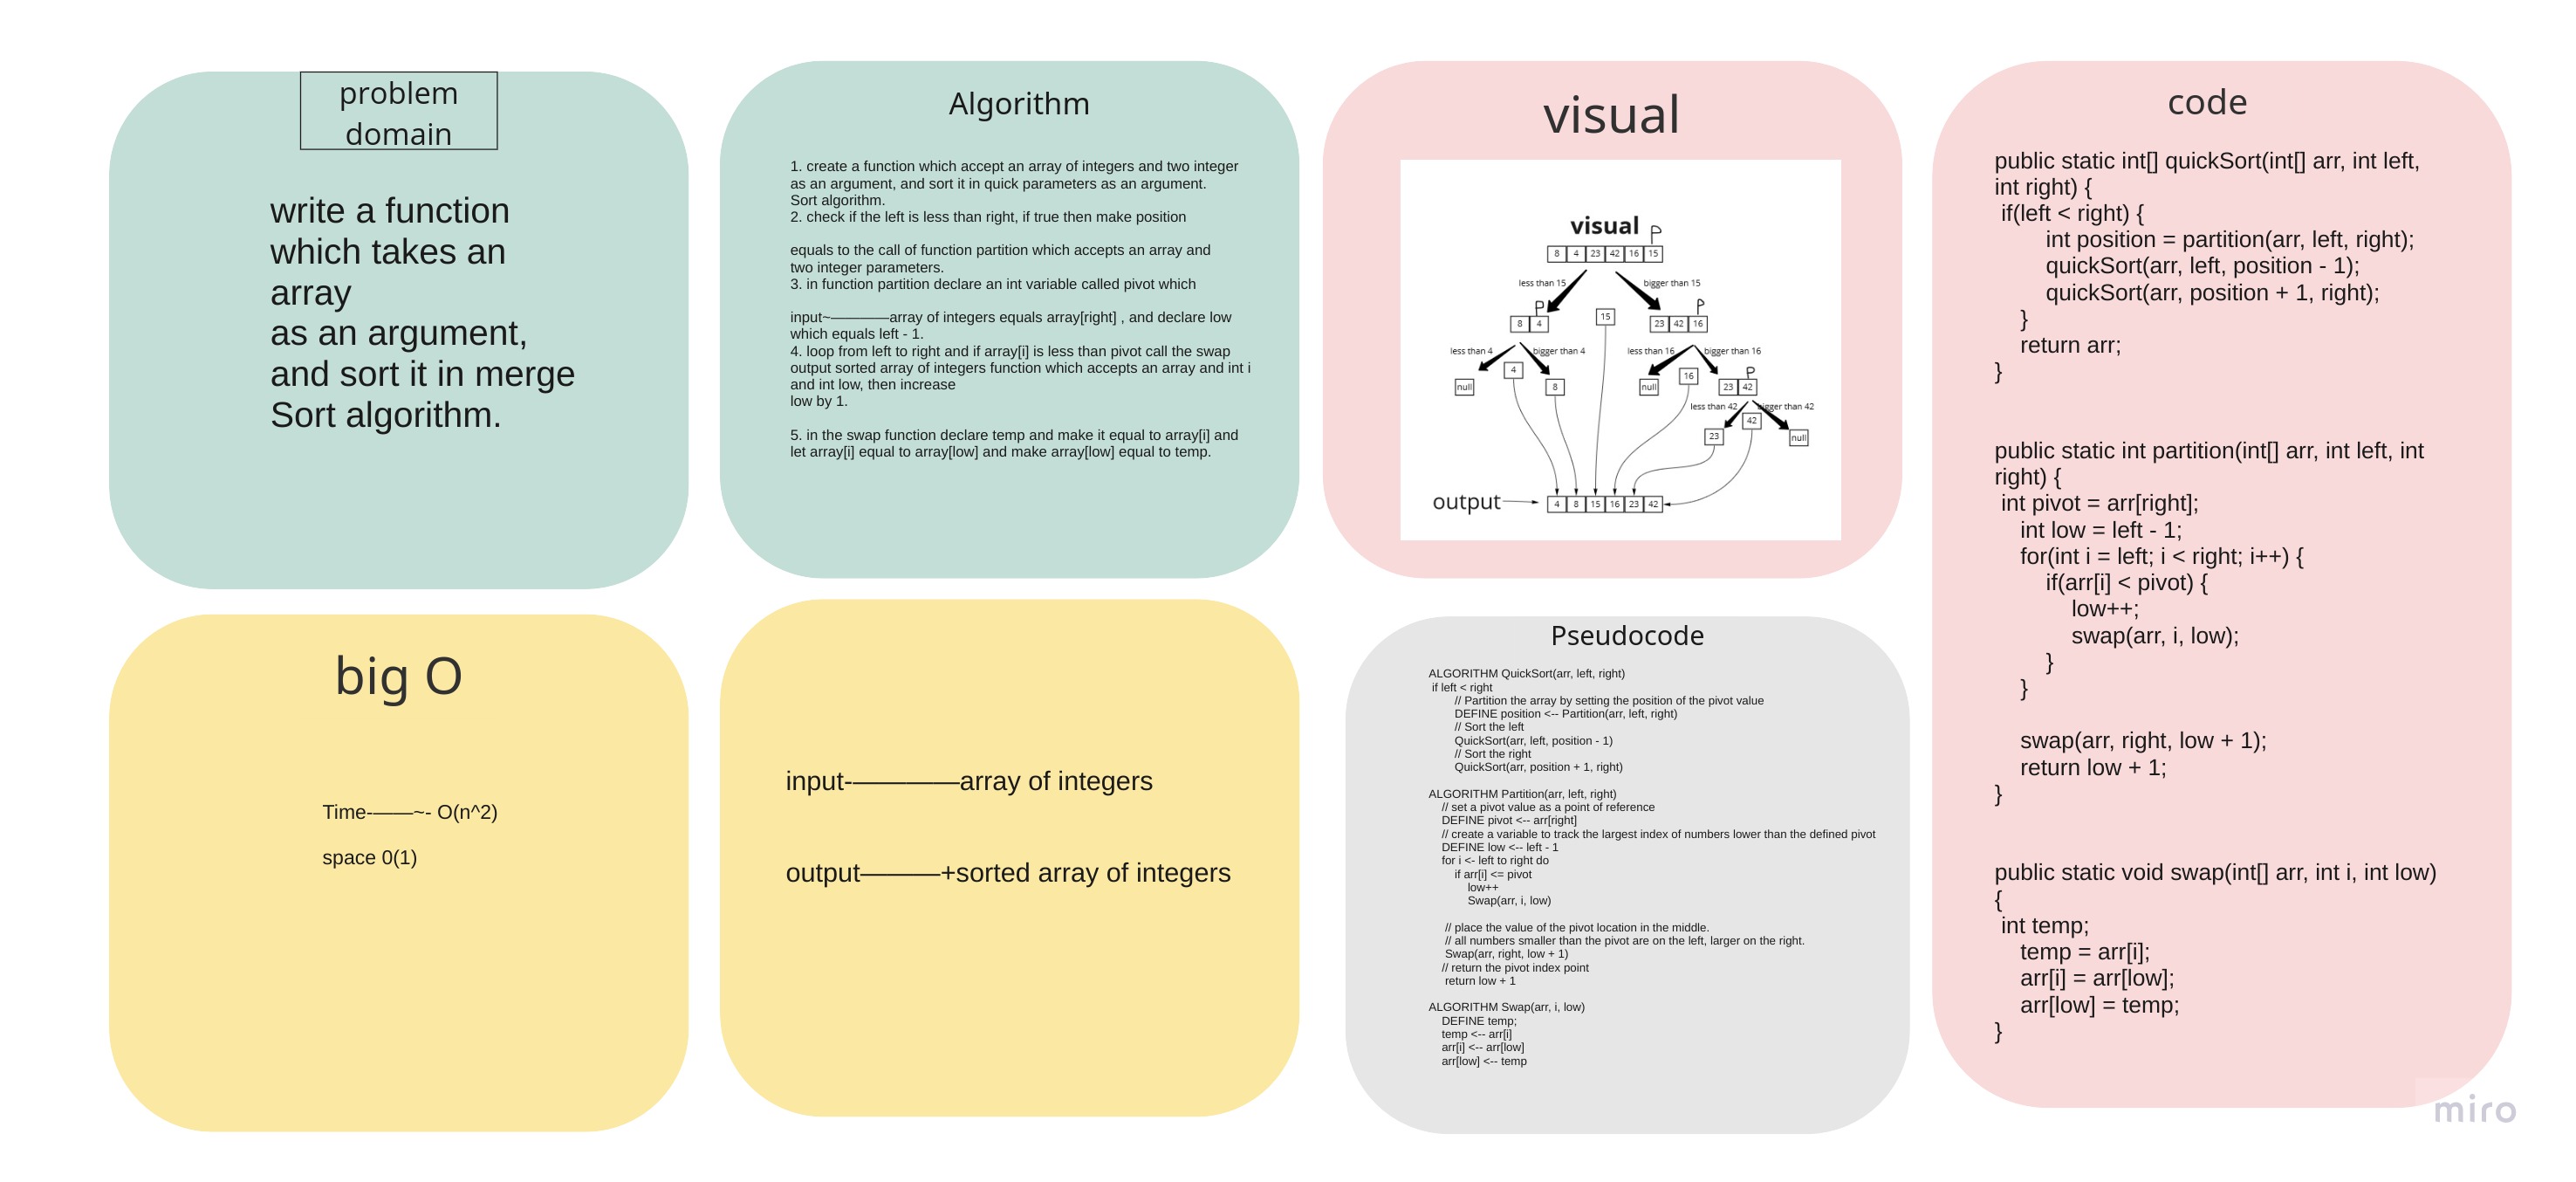 problem
domain
write a function
which takes an
array
as an argument,
and sort it in merge
Sort algorithm.
Algorithm
1. create a function which accept an array of integers and two integer
as an argument, and sort it in quick parameters as an argument.
Sort algorithm.
2. check if the left is less than right, if true then make position
equals to the call of function partition which accepts an array and
two integer parameters.
3. in function partition declare an int variable called pivot which
input~————array of integers equals array[right] , and declare low
which equals left - 1.
4. loop from left to right and if array[i] is less than pivot call the swap
output sorted array of integers function which accepts an array and int i
and int low, then increase
low by 1.
5. in the swap function declare temp and make it equal to array[i] and
let array[i] equal to array[low] and make array[low] equal to temp.
visual
visual P
8 4 23 42 16 15
less than 15 bigger than 15
P P
8 4 15 23 42 16
less than 4 bigger than 4 less than 16 bigger than 16
4 16 P
null 8 null 23 42
less than 42 bigger than 42
42
23 null
output
4 8 15 16 23 42
code
public static int[] quickSort(int[] arr, int left,
int right) {
if(left < right) {
int position = partition(arr, left, right);
quickSort(arr, left, position - 1);
quickSort(arr, position + 1, right);
}
return arr;
}
public static int partition(int[] arr, int left, int
right) {
int pivot = arr[right];
int low = left - 1;
for(int i = left; i < right; i++) {
if(arr[i] < pivot) {
low++;
swap(arr, i, low);
}
}
swap(arr, right, low + 1);
return low + 1;
}
public static void swap(int[] arr, int i, int low)
{
int temp;
temp = arr[i];
arr[i] = arr[low];
arr[low] = temp;
}
big O
Time-——~- O(n^2)
space 0(1)
input-————array of integers
output———+sorted array of integers
Pseudocode
ALGORITHM QuickSort(arr, left, right)
if left < right
// Partition the array by setting the position of the pivot value
DEFINE position <-- Partition(arr, left, right)
// Sort the left
QuickSort(arr, left, position - 1)
// Sort the right
QuickSort(arr, position + 1, right)
ALGORITHM Partition(arr, left, right)
// set a pivot value as a point of reference
DEFINE pivot <-- arr[right]
// create a variable to track the largest index of numbers lower than the defined pivot
DEFINE low <-- left - 1
for i <- left to right do
if arr[i] <= pivot
low++
Swap(arr, i, low)
// place the value of the pivot location in the middle.
// all numbers smaller than the pivot are on the left, larger on the right.
Swap(arr, right, low + 1)
// return the pivot index point
return low + 1
ALGORITHM Swap(arr, i, low)
DEFINE temp;
temp <-- arr[i]
arr[i] <-- arr[low]
arr[low] <-- temp
miro